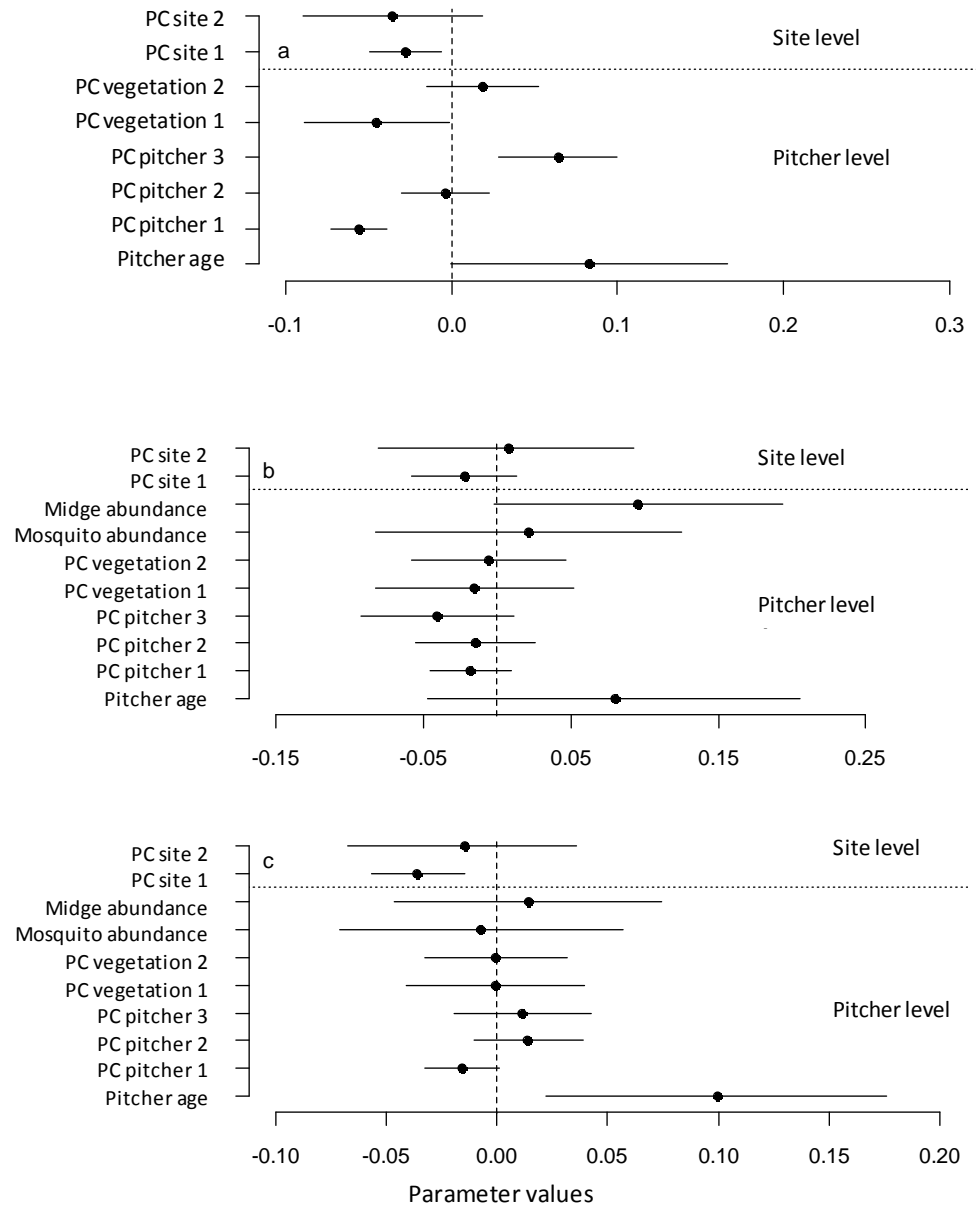 PC site 2
Site level
PC site 1
a
PC vegetation 2
PC vegetation 1
PC pitcher 3
Pitcher level
PC pitcher 2
PC pitcher 1
Pitcher age
-0.1 0.0 0.1 0.2 0.3
PC site 2
Site level
b
PC site 1
Midge abundance
Mosquito abundance
PC vegetation 2
PC vegetation 1
Pitcher level
PC pitcher 3
PC pitcher 2
PC pitcher 1
Pitcher age
-0.15 -0.05 0.05 0.15 0.25
PC site 2
Site level
c
PC site 1
Midge abundance
Mosquito abundance
PC vegetation 2
PC vegetation 1
PC pitcher 3
Pitcher level
PC pitcher 2
PC pitcher 1
Pitcher age
-0.10 -0.05 0.00 0.05 0.10 0.15 0.20
Parameter values